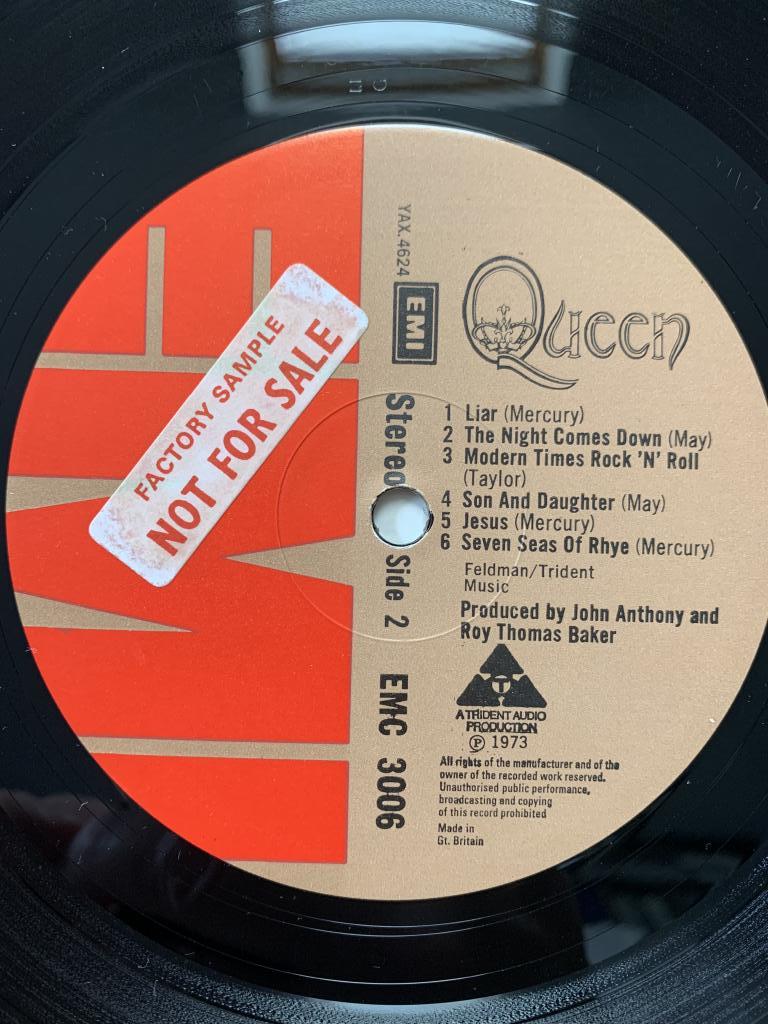 FACTORY SAMPLE
NOT FOR SALE
YAX.4624
EMI
Stereo Side 2 EMC 3006
Queen
1 Liar (Mercury)
2 The Night Comes Down (May)
3 Modern Times Rock 'N' Roll
(Taylor)
4 Son And Daughter (May)
5 Jesus (Mercury)
6 Seven Seas Of Rhye (Mercury)
Feldman/Trident
Music
Produced by John Anthony and
Roy Thomas Baker
T
A TRIDENT AUDIO
PRODUCTION
Ⓟ 1973
All rights of the manufacturer and of the
owner of the recorded work reserved.
Unauthorised public performance,
broadcasting and copying
of this record prohibited
Made in
Gt. Britain